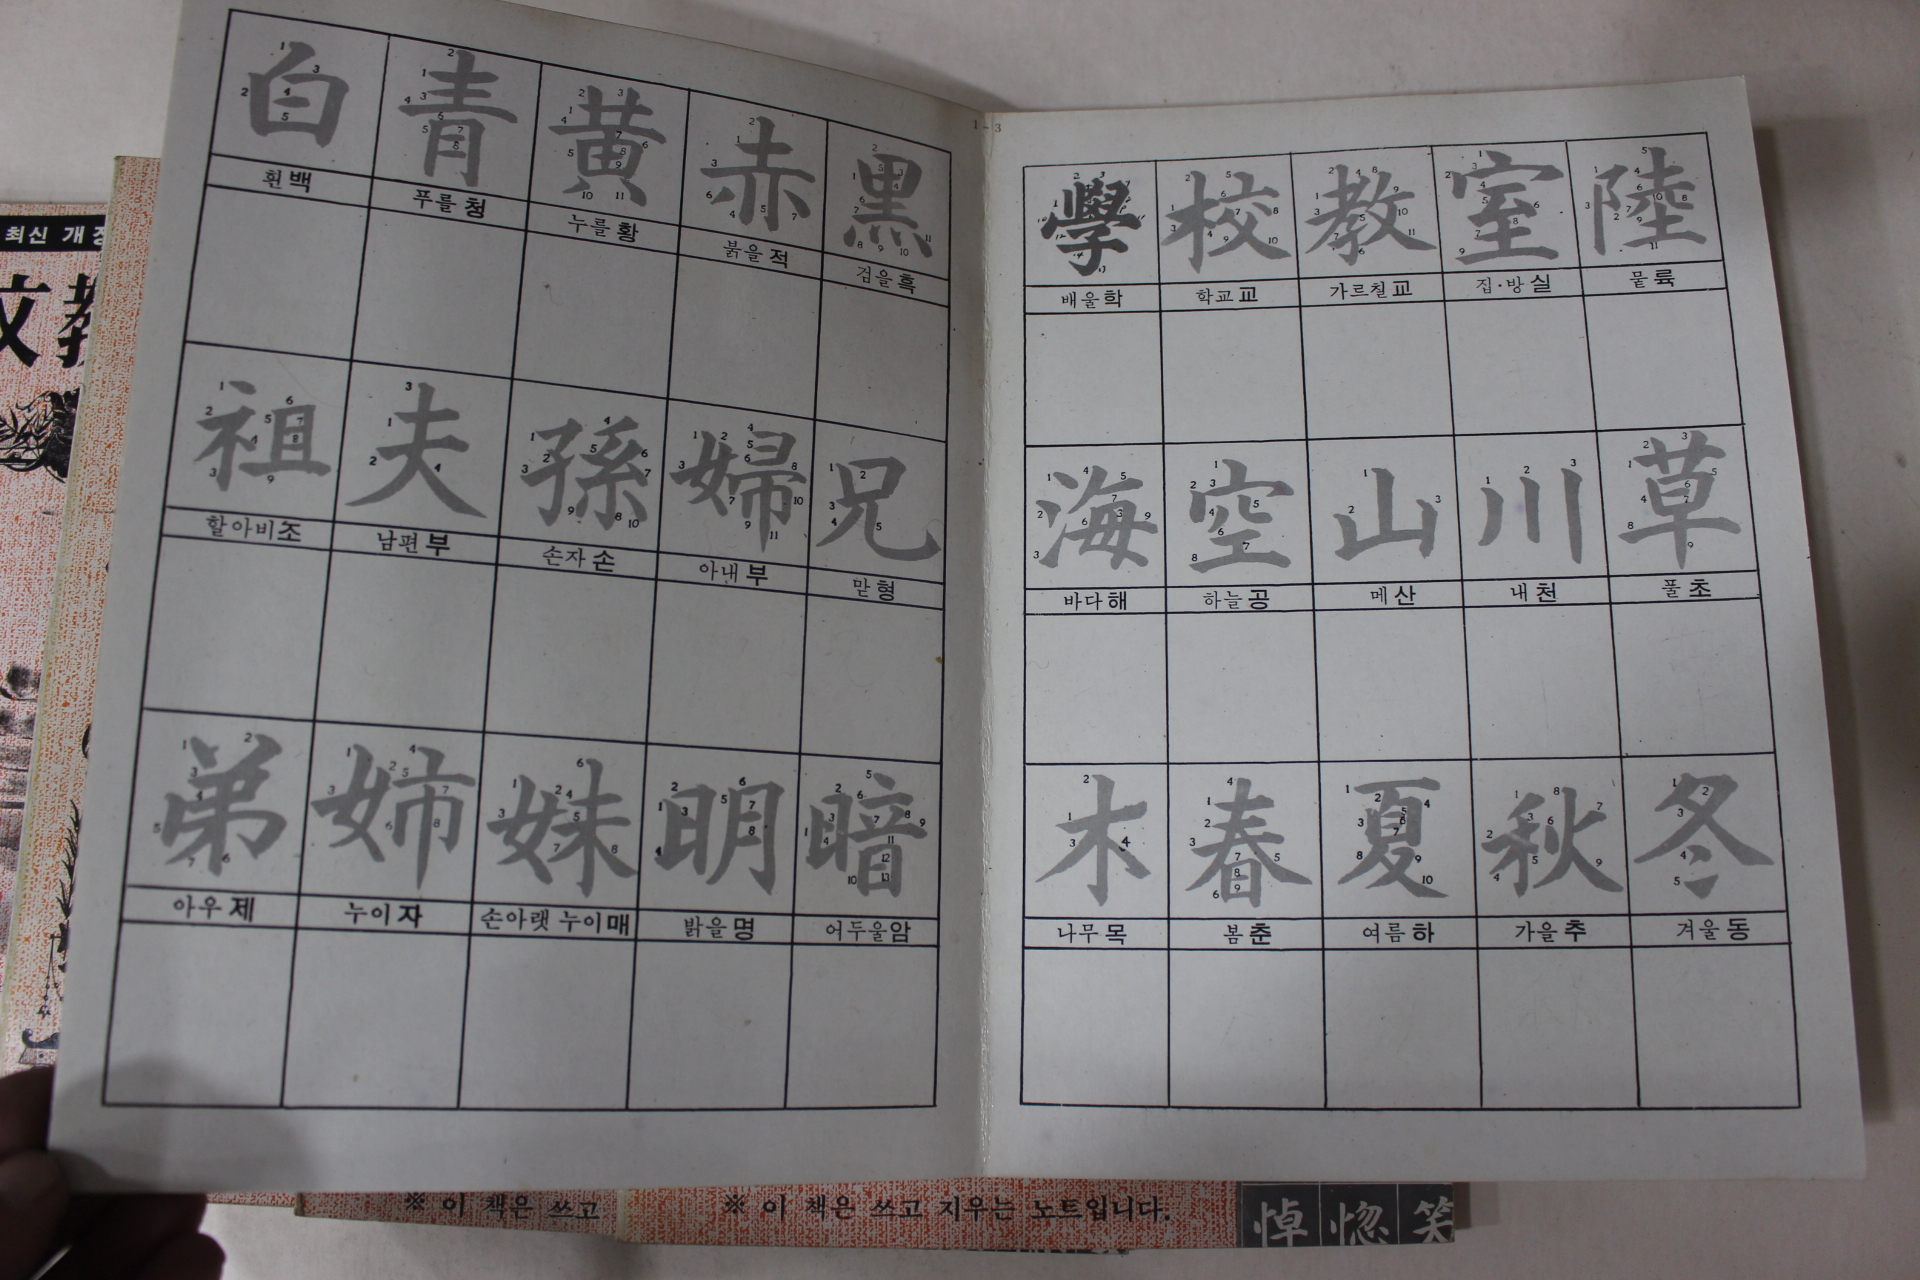 白 青 黃 赤 黑
흰 백 푸를 청 누를 황 붉을 적 검을 흑
祖 夫 孫 婦 兄
할아비 조 남편 부 손자 손 아내 부 맏 형
弟 姉 妹 明 暗
아우 제 누이 자 손아랫 누이 매 밝을 명 어두울 암
1-3
學 校 教 室 陸
배울 학 학교 교 가르칠 교 집·방 실 뭍 륙
海 空 山 川 草
바다 해 하늘 공 메 산 내 천 풀 초
木 春 夏 秋 冬
나무 목 봄 춘 여름 하 가을 추 겨울 동
최신 개정
文 教
※ 이 책은 쓰고
※ 이 책은 쓰고 지우는 노트입니다.
悼 惚 笑